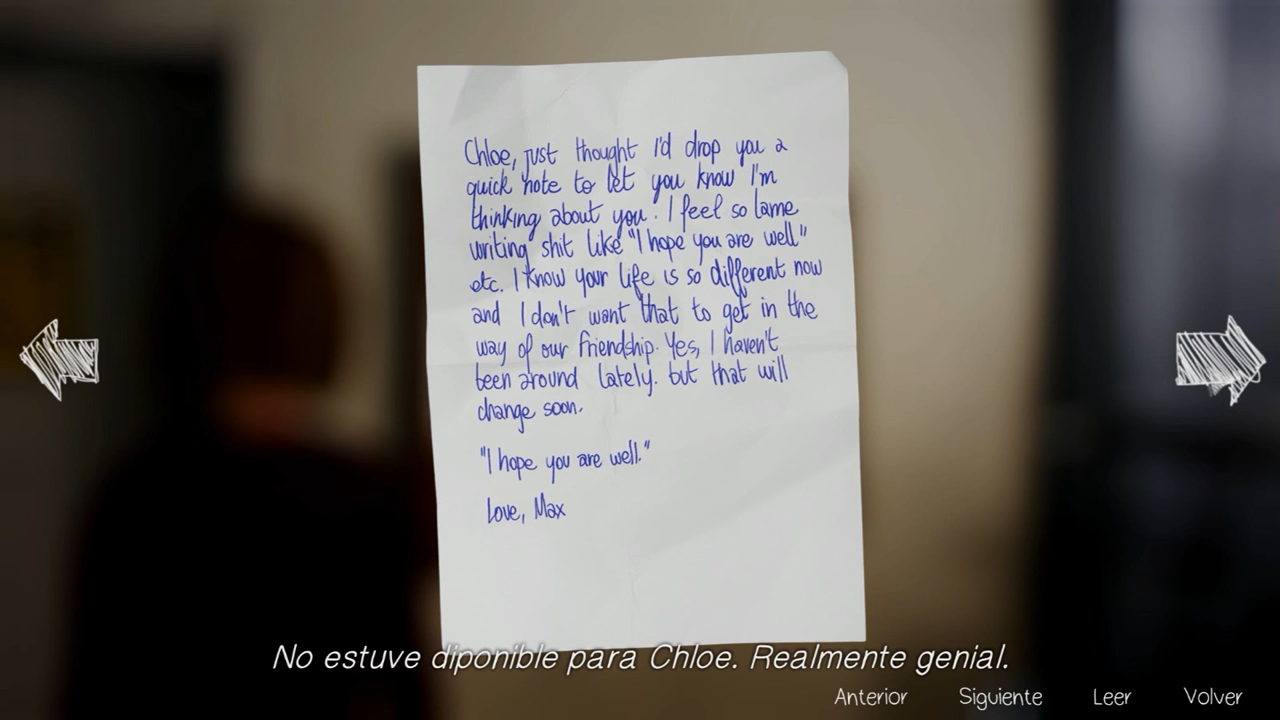 Chloe, just thought I'd drop you a
quick note to let you know I'm
thinking about you. I feel so lame
writing shit like "I hope you are well"
etc. I know your life is so different now
and I don't want that to get in the
way of our friendship. Yes, I haven't
been around lately. but that will
change soon.
"I hope you are well."
Love, Max
No estuve diponible para Chloe. Realmente genial.
Anterior Siguiente Leer Volver